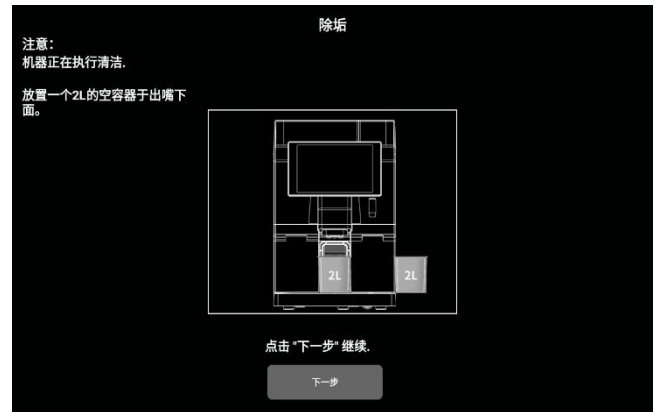 除垢
注意：
机器正在执行清洁.
放置一个2L的空容器于出嘴下
面。
2L
2L
点击 "下一步" 继续.
下一步